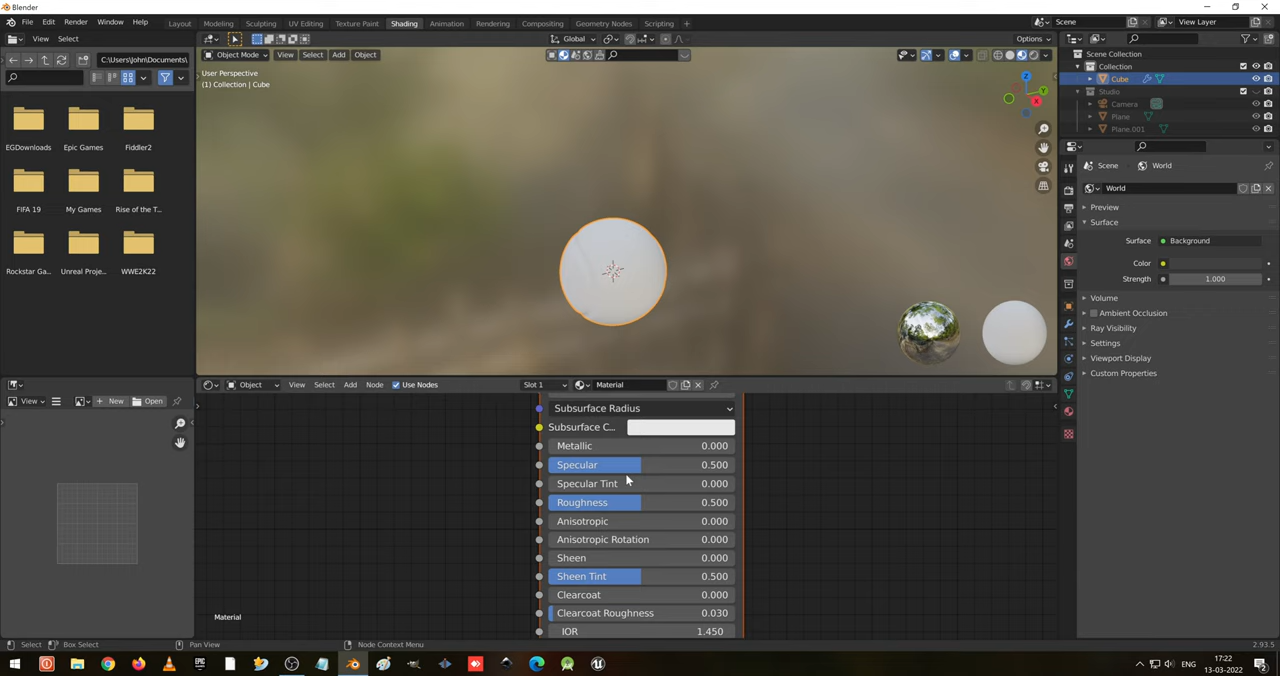 Blender
File Edit Render Window Help
Layout Modeling Sculpting UV Editing Texture Paint Shading Animation Rendering Compositing Geometry Nodes Scripting +
Scene
View Layer
View Select
Global
Options
C:\Users\John\Documents\
Object Mode View Select Add Object
User Perspective
(1) Collection | Cube
EGDownloads Epic Games Fiddler2
FIFA 19 My Games Rise of the T...
Rockstar Ga... Unreal Proje... WWE2K22
Z
Y
X
Scene Collection
Collection
Cube
Studio
Camera
Plane
Plane.001
Scene World
World
Preview
Surface
Surface Background
Color
Strength 1.000
Volume
Ambient Occlusion
Ray Visibility
Settings
Viewport Display
Custom Properties
View New Open
Object View Select Add Node Use Nodes Slot 1 Material
Subsurface Radius
Subsurface C...
Metallic 0.000
Specular 0.500
Specular Tint 0.000
Roughness 0.500
Anisotropic 0.000
Anisotropic Rotation 0.000
Sheen 0.000
Sheen Tint 0.500
Clearcoat 0.000
Clearcoat Roughness 0.030
IOR 1.450
Material
Select Box Select Pan View Node Context Menu 2.93.5
ENG
17:22
13-03-2022
2